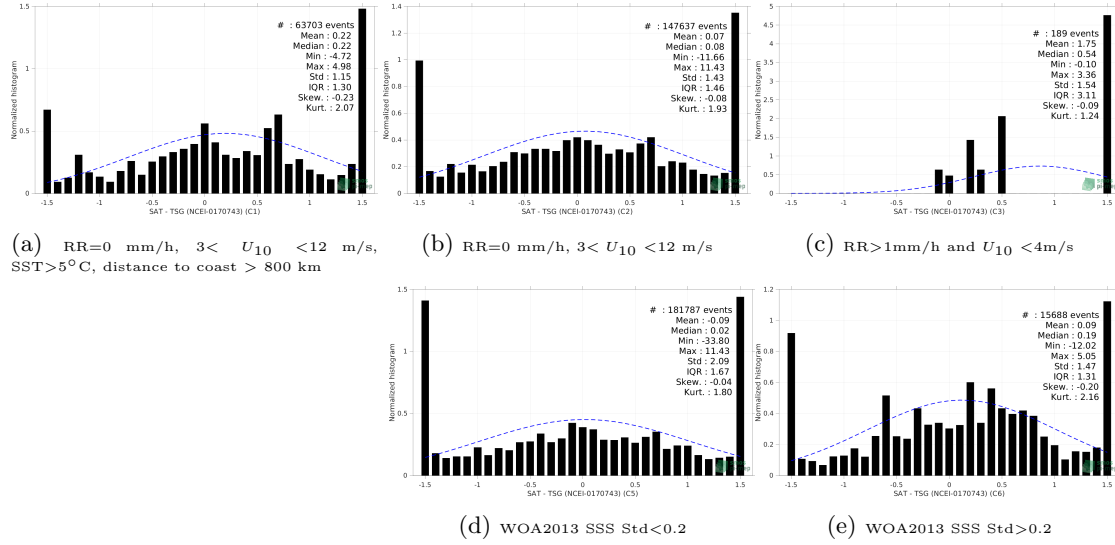 1.5
1
0.5
0
-1.5 -1 -0.5 0 0.5 1 1.5
Normalized histogram
SAT - TSG (NCEI-0170743) (C1)
# : 63703 events
Mean : 0.22
Median : 0.22
Min : -4.72
Max : 4.98
Std : 1.15
IQR : 1.30
Skew. : -0.23
Kurt. : 2.07
(a) RR=0 mm/h, 3< U10 <12 m/s,
SST>5°C, distance to coast > 800 km
1.4
1.2
1
0.8
0.6
0.4
0.2
0
-1.5 -1 -0.5 0 0.5 1 1.5
Normalized histogram
SAT - TSG (NCEI-0170743) (C2)
# : 147637 events
Mean : 0.07
Median : 0.08
Min : -11.66
Max : 11.43
Std : 1.43
IQR : 1.46
Skew. : -0.08
Kurt. : 1.93
(b) RR=0 mm/h, 3< U10 <12 m/s
5
4.5
4
3.5
3
2.5
2
1.5
1
0.5
0
-1.5 -1 -0.5 0 0.5 1 1.5
Normalized histogram
SAT - TSG (NCEI-0170743) (C3)
# : 189 events
Mean : 1.75
Median : 0.54
Min : -0.10
Max : 3.36
Std : 1.54
IQR : 3.11
Skew. : -0.09
Kurt. : 1.24
(c) RR>1mm/h and U10 <4m/s
1.5
1
0.5
0
-1.5 -1 -0.5 0 0.5 1 1.5
Normalized histogram
SAT - TSG (NCEI-0170743) (C5)
# : 181787 events
Mean : -0.09
Median : 0.02
Min : -33.80
Max : 11.43
Std : 2.09
IQR : 1.67
Skew. : -0.04
Kurt. : 1.80
(d) WOA2013 SSS Std<0.2
1.2
1
0.8
0.6
0.4
0.2
0
-1.5 -1 -0.5 0 0.5 1 1.5
Normalized histogram
SAT - TSG (NCEI-0170743) (C6)
# : 15688 events
Mean : 0.09
Median : 0.19
Min : -12.02
Max : 5.05
Std : 1.47
IQR : 1.31
Skew. : -0.20
Kurt. : 2.16
(e) WOA2013 SSS Std>0.2